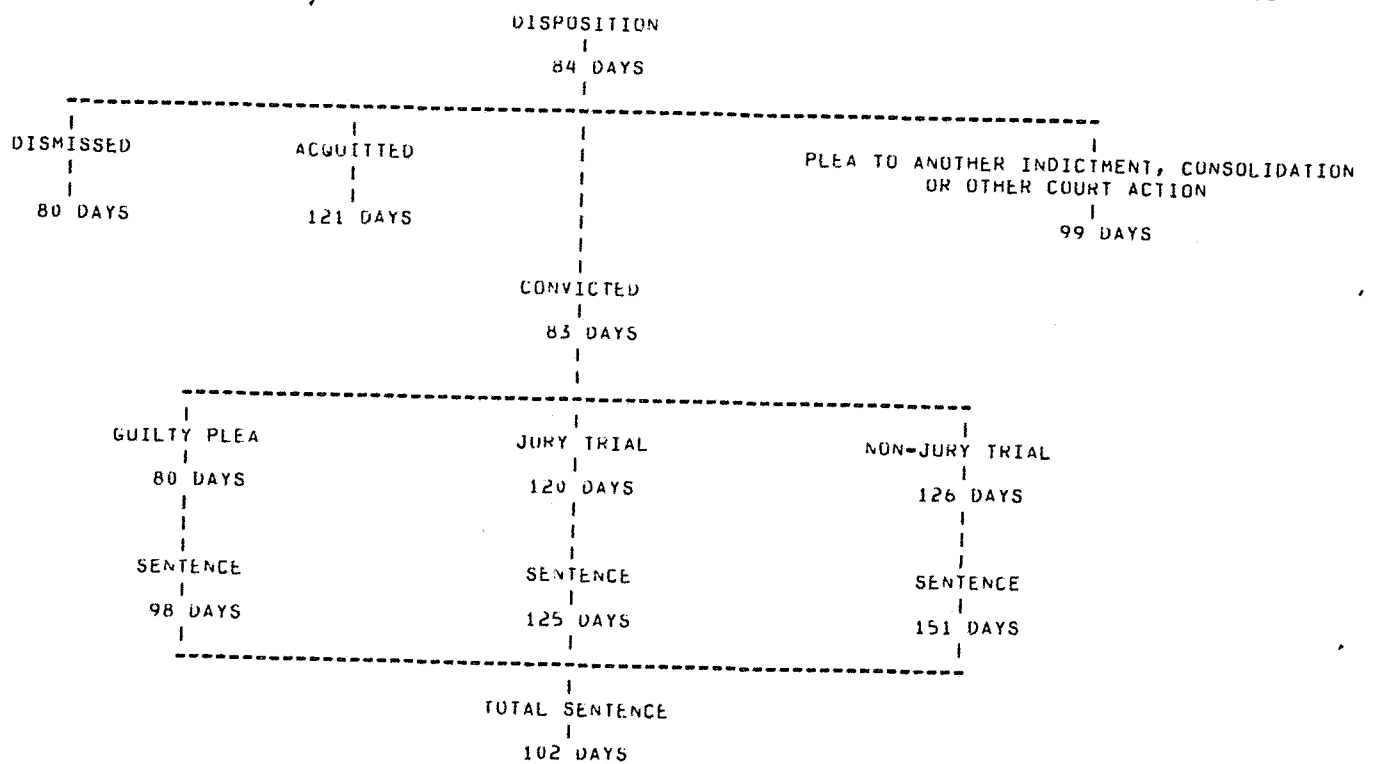 DISPOSITION
84 DAYS
DISMISSED
80 DAYS
ACQUITTED
121 DAYS
PLEA TO ANOTHER INDICTMENT, CONSOLIDATION
OR OTHER COURT ACTION
99 DAYS
CONVICTED
83 DAYS
GUILTY PLEA
80 DAYS
SENTENCE
98 DAYS
JURY TRIAL
120 DAYS
SENTENCE
125 DAYS
NON-JURY TRIAL
126 DAYS
SENTENCE
151 DAYS
TOTAL SENTENCE
102 DAYS